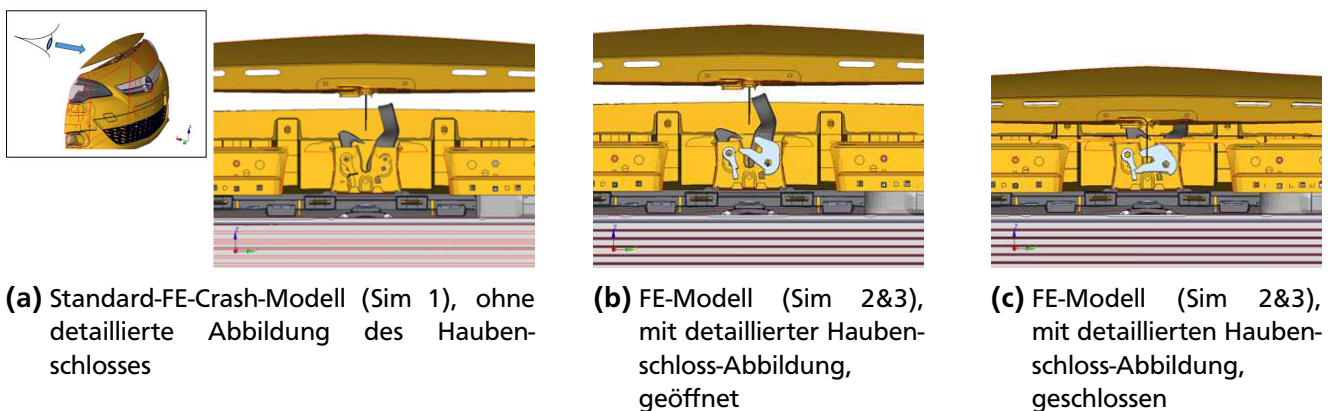 (a) Standard-FE-Crash-Modell (Sim 1), ohne
detaillierte Abbildung des Hauben-
schlosses
(b) FE-Modell (Sim 2&3),
mit detaillierter Hauben-
schloss-Abbildung,
geöffnet
(c) FE-Modell (Sim 2&3),
mit detaillierten Hauben-
schloss-Abbildung,
geschlossen